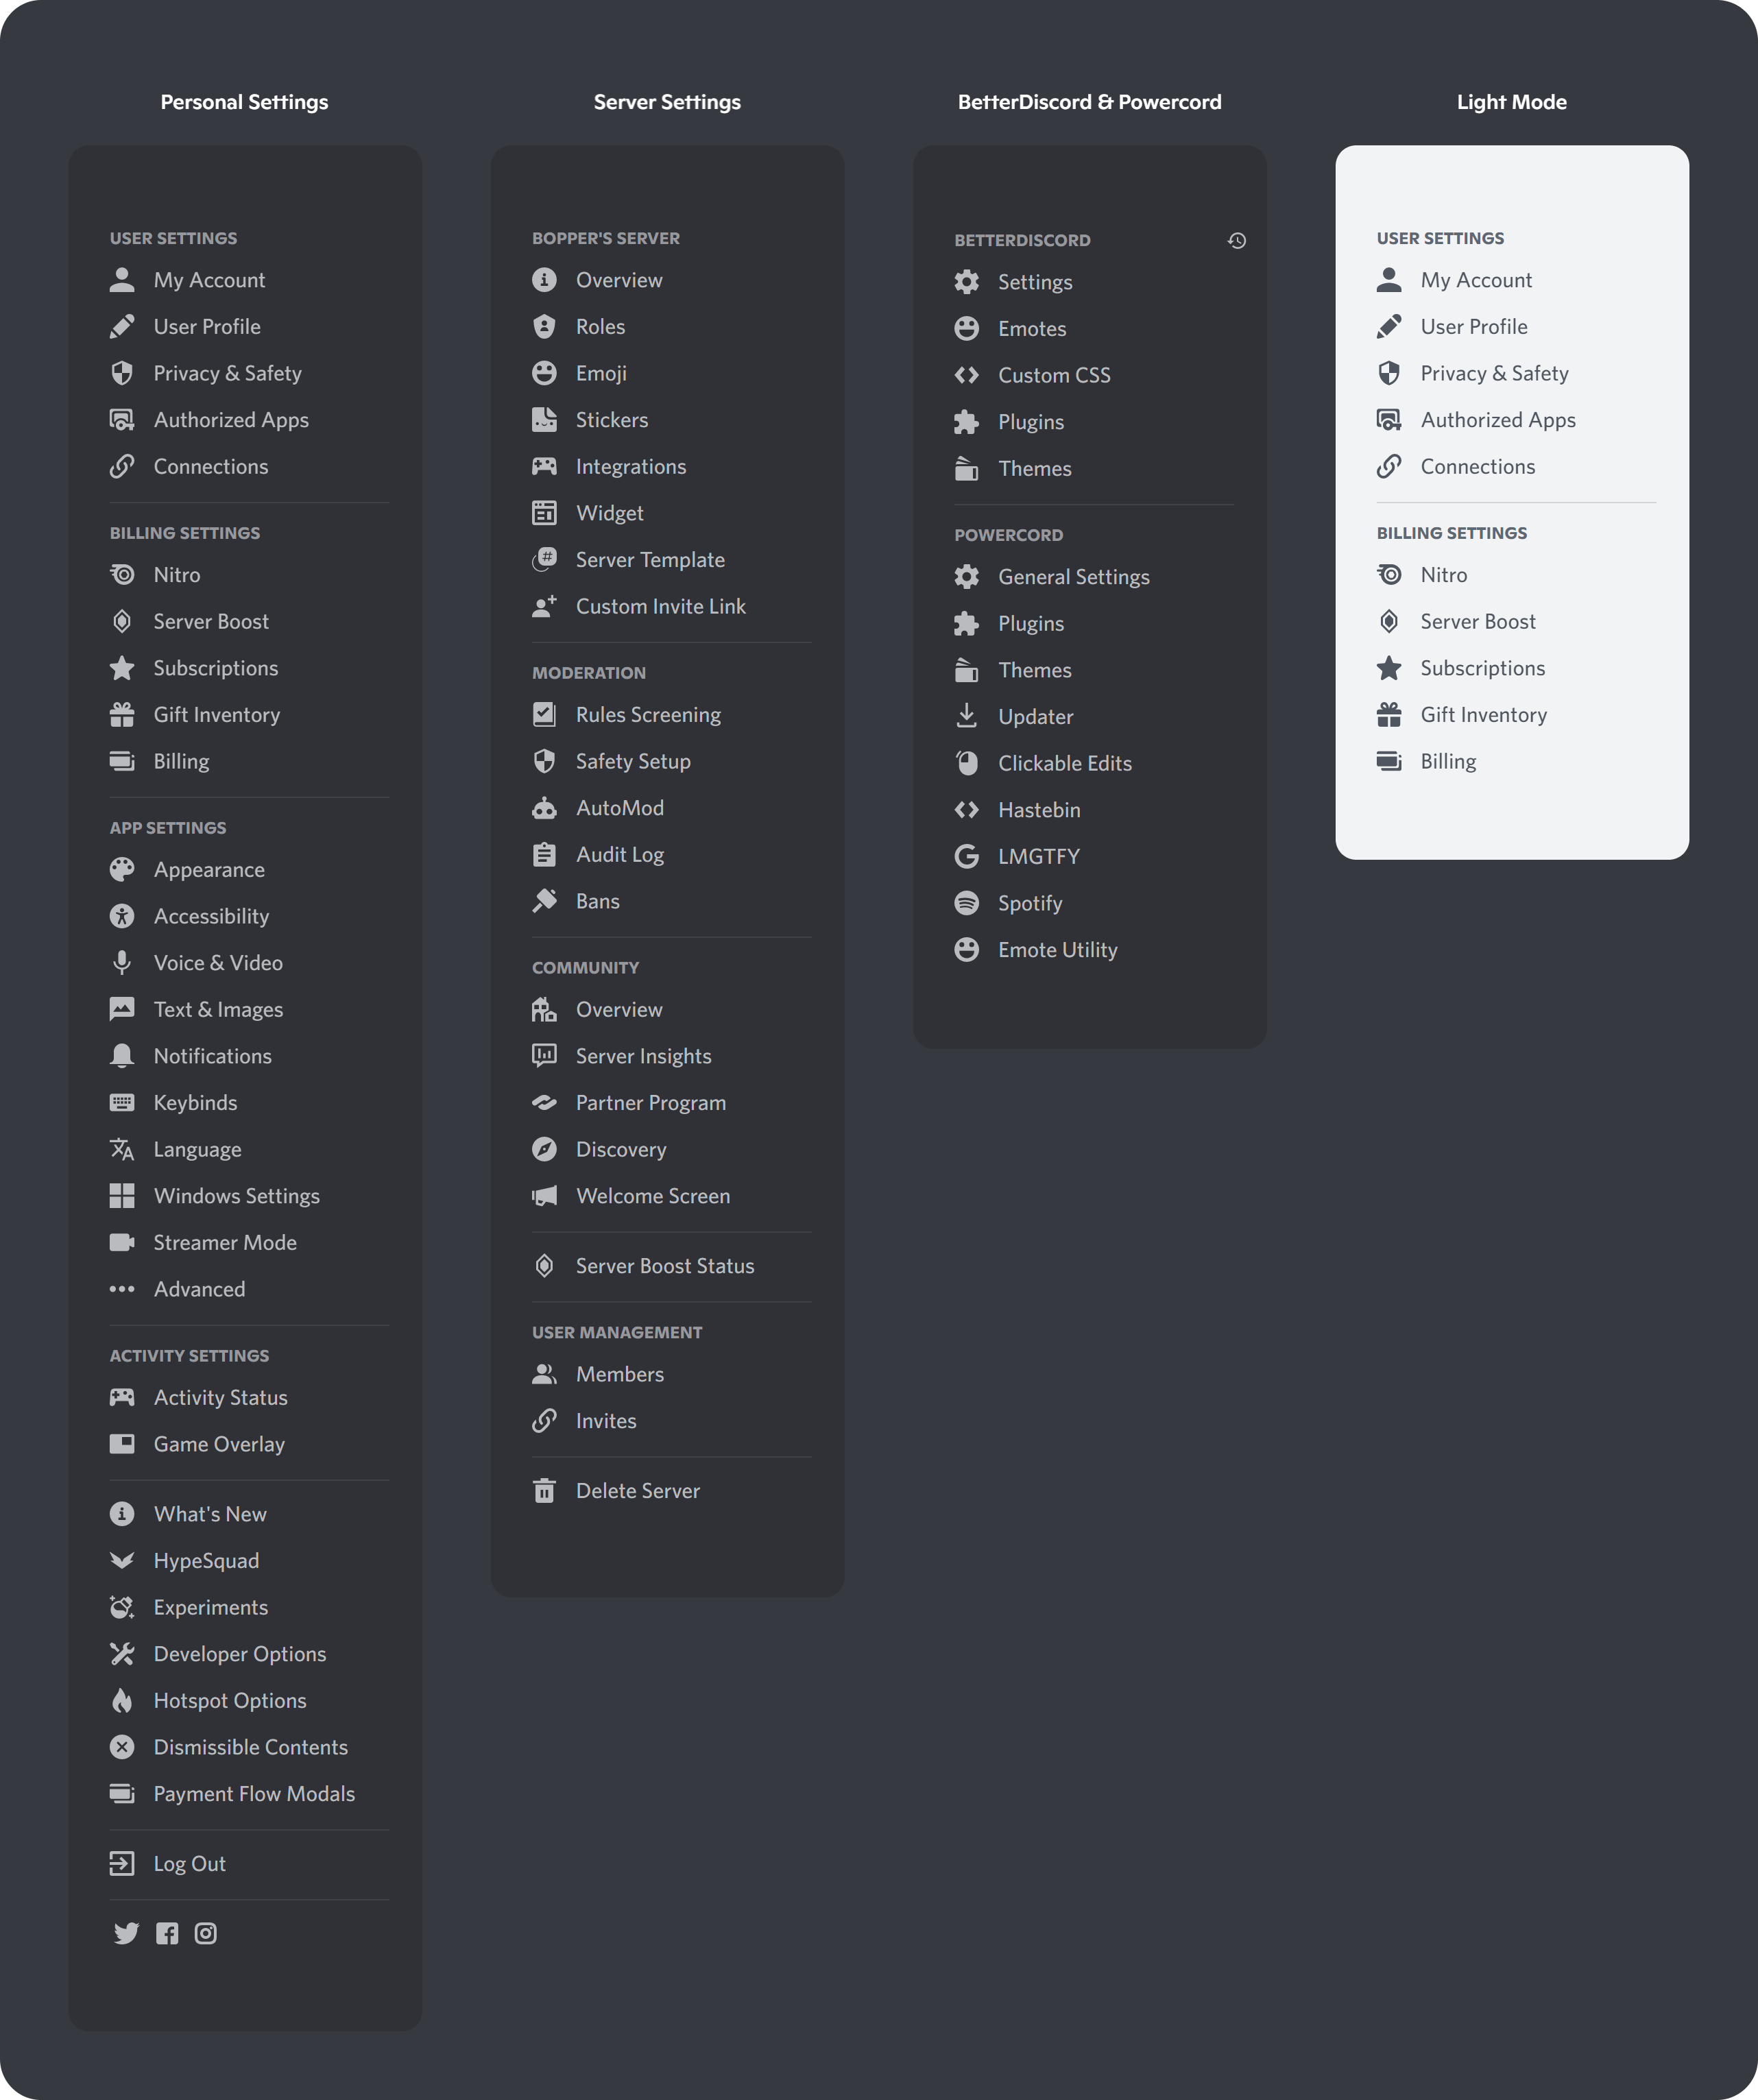 Personal Settings
USER SETTINGS
My Account
User Profile
Privacy & Safety
Authorized Apps
Connections
BILLING SETTINGS
Nitro
Server Boost
Subscriptions
Gift Inventory
Billing
APP SETTINGS
Appearance
Accessibility
Voice & Video
Text & Images
Notifications
Keybinds
Language
Windows Settings
Streamer Mode
Advanced
ACTIVITY SETTINGS
Activity Status
Game Overlay
What's New
HypeSquad
Experiments
Developer Options
Hotspot Options
Dismissible Contents
Payment Flow Modals
Log Out
Server Settings
BOPPER'S SERVER
Overview
Roles
Emoji
Stickers
Integrations
Widget
Server Template
Custom Invite Link
MODERATION
Rules Screening
Safety Setup
AutoMod
Audit Log
Bans
COMMUNITY
Overview
Server Insights
Partner Program
Discovery
Welcome Screen
Server Boost Status
USER MANAGEMENT
Members
Invites
Delete Server
BetterDiscord & Powercord
BETTERDISCORD
Settings
Emotes
Custom CSS
Plugins
Themes
POWERCORD
General Settings
Plugins
Themes
Updater
Clickable Edits
Hastebin
LMGTFY
Spotify
Emote Utility
Light Mode
USER SETTINGS
My Account
User Profile
Privacy & Safety
Authorized Apps
Connections
BILLING SETTINGS
Nitro
Server Boost
Subscriptions
Gift Inventory
Billing